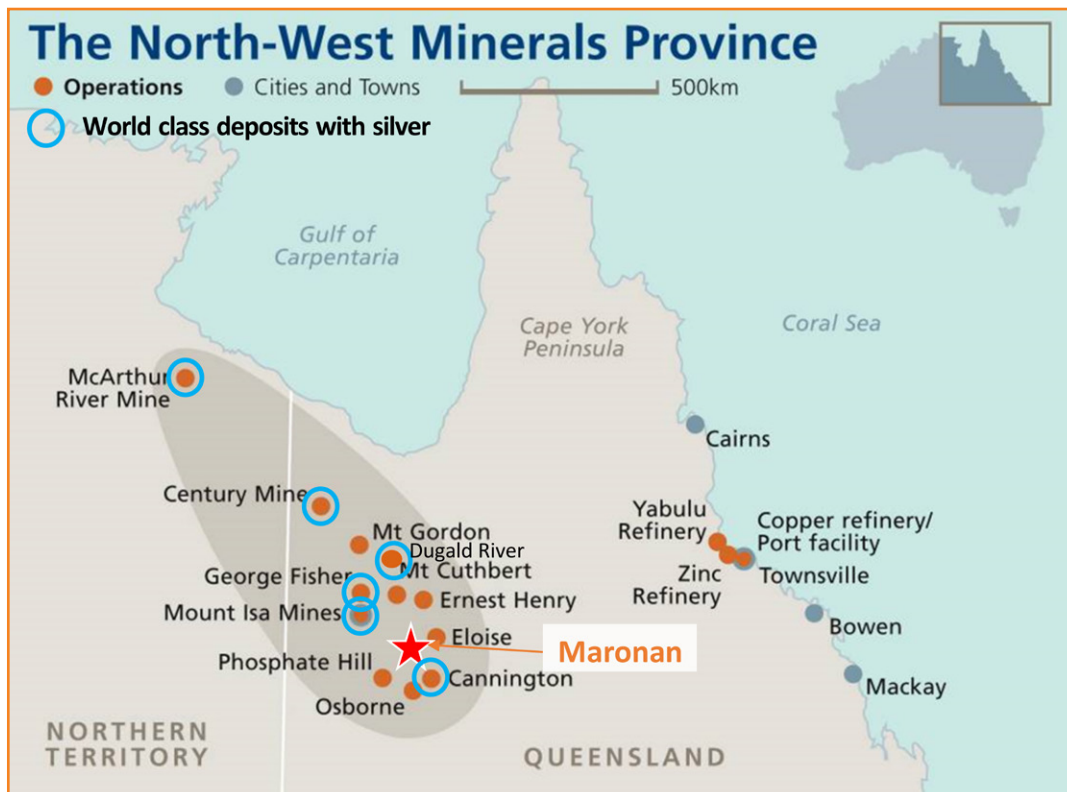 The North-West Minerals Province
Operations
Cities and Towns
500km
World class deposits with silver
Gulf of
Carpentaria
Cape York
Peninsula
Coral Sea
McArthur
River Mine
Cairns
Century Mine
Mt Gordon
Dugald River
Mt Cuthbert
Yabulu
Refinery
Copper refinery/
Port facility
Townsville
Zinc
Refinery
George Fisher
Ernest Henry
Mount Isa Mines
Bowen
Eloise
Maronan
Phosphate Hill
Cannington
Mackay
Osborne
NORTHERN
TERRITORY
QUEENSLAND